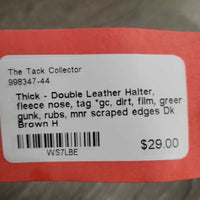 The Tack Collector
998347-44
Thick - Double Leather Halter,
fleece nose, tag *gc, dirt, film, green
gunk, rubs, mnr scraped edges Dk
Brown H
WS7LBE
$29.00